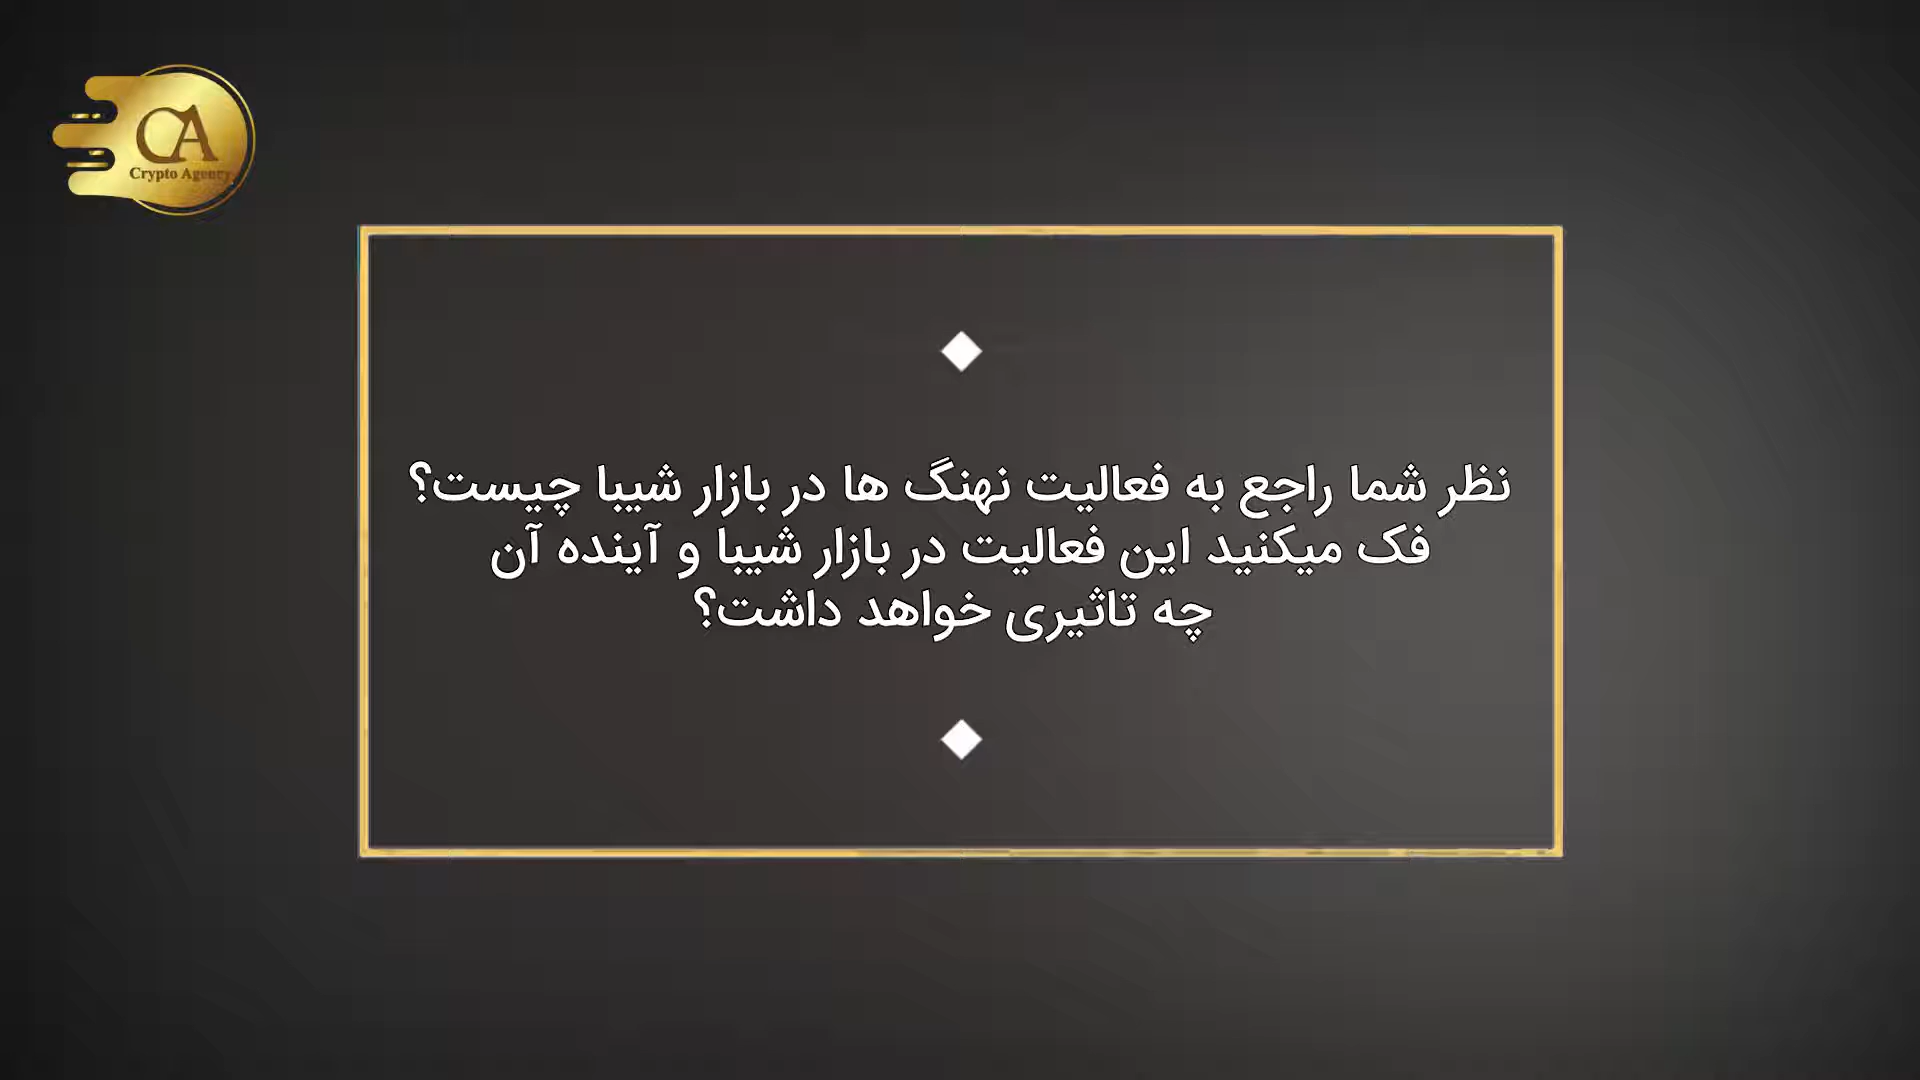 CA
Crypto Agency
نظر شما راجع به فعالیت نهنگ ها در بازار شیبا چیست؟
فک میکنید این فعالیت در بازار شیبا و آینده آن
چه تاثیری خواهد داشت؟